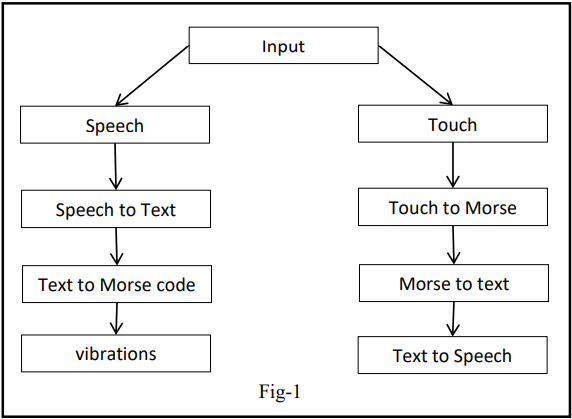 Input
Speech
Touch
Speech to Text
Touch to Morse
Text to Morse code
Morse to text
vibrations
Text to Speech
Fig-1